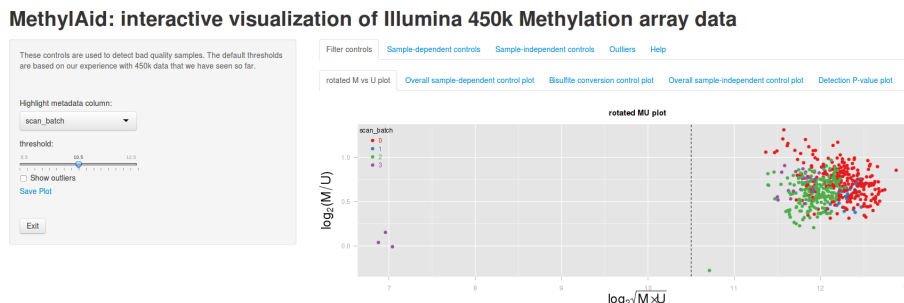 MethylAid: interactive visualization of Illumina 450k Methylation array data
These controls are used to detect bad quality samples. The default thresholds
are based on our experience with 450k data that we have seen so far.
Highlight metadata column:
scan_batch
threshold:
8.5 10.5 12.5
Show outliers
Save Plot
Exit
Filter controls Sample-dependent controls Sample-independent controls Outliers Help
rotated M vs U plot Overall sample-dependent control plot Bisulfite conversion control plot Overall sample-independent control plot Detection P-value plot
rotated MU plot
scan_batch
0
1
2
3
log2(M/U)
1.0
0.5
0.0
7 8 9 10 11 12
log2√M×U